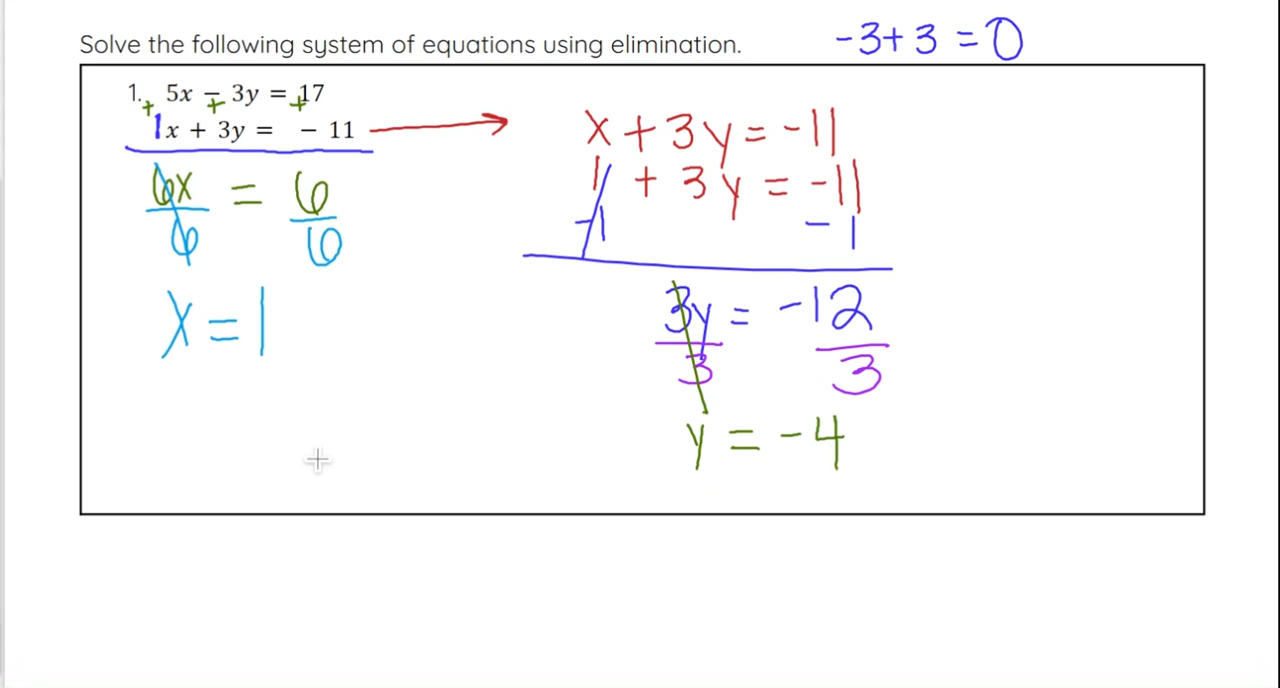 Solve the following system of equations using elimination.
-3+3 = 0
1. 5x - 3y = 17
+ + +
1x + 3y = - 11
6x = 6
6 6
x = 1
x + 3y = -11
1 + 3y = -11
-1 - 1
3y = -12
3 3
y = -4